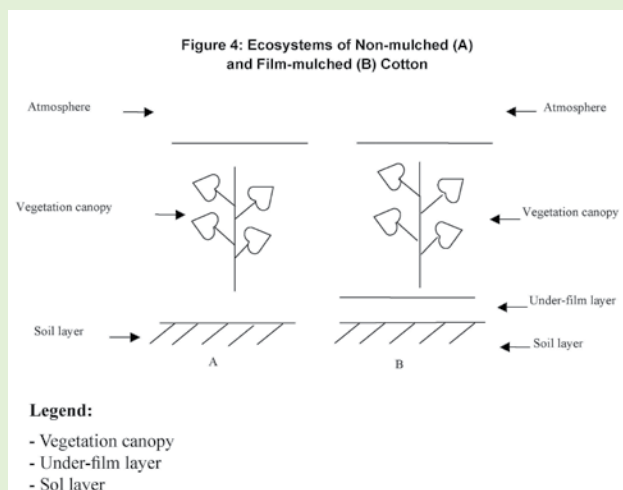 Figure 4: Ecosystems of Non-mulched (A)
and Film-mulched (B) Cotton
Atmosphere
Atmosphere
Vegetation canopy
Vegetation canopy
Under-film layer
Soil layer
Soil layer
A
B
Legend:
- Vegetation canopy
- Under-film layer
- Sol layer